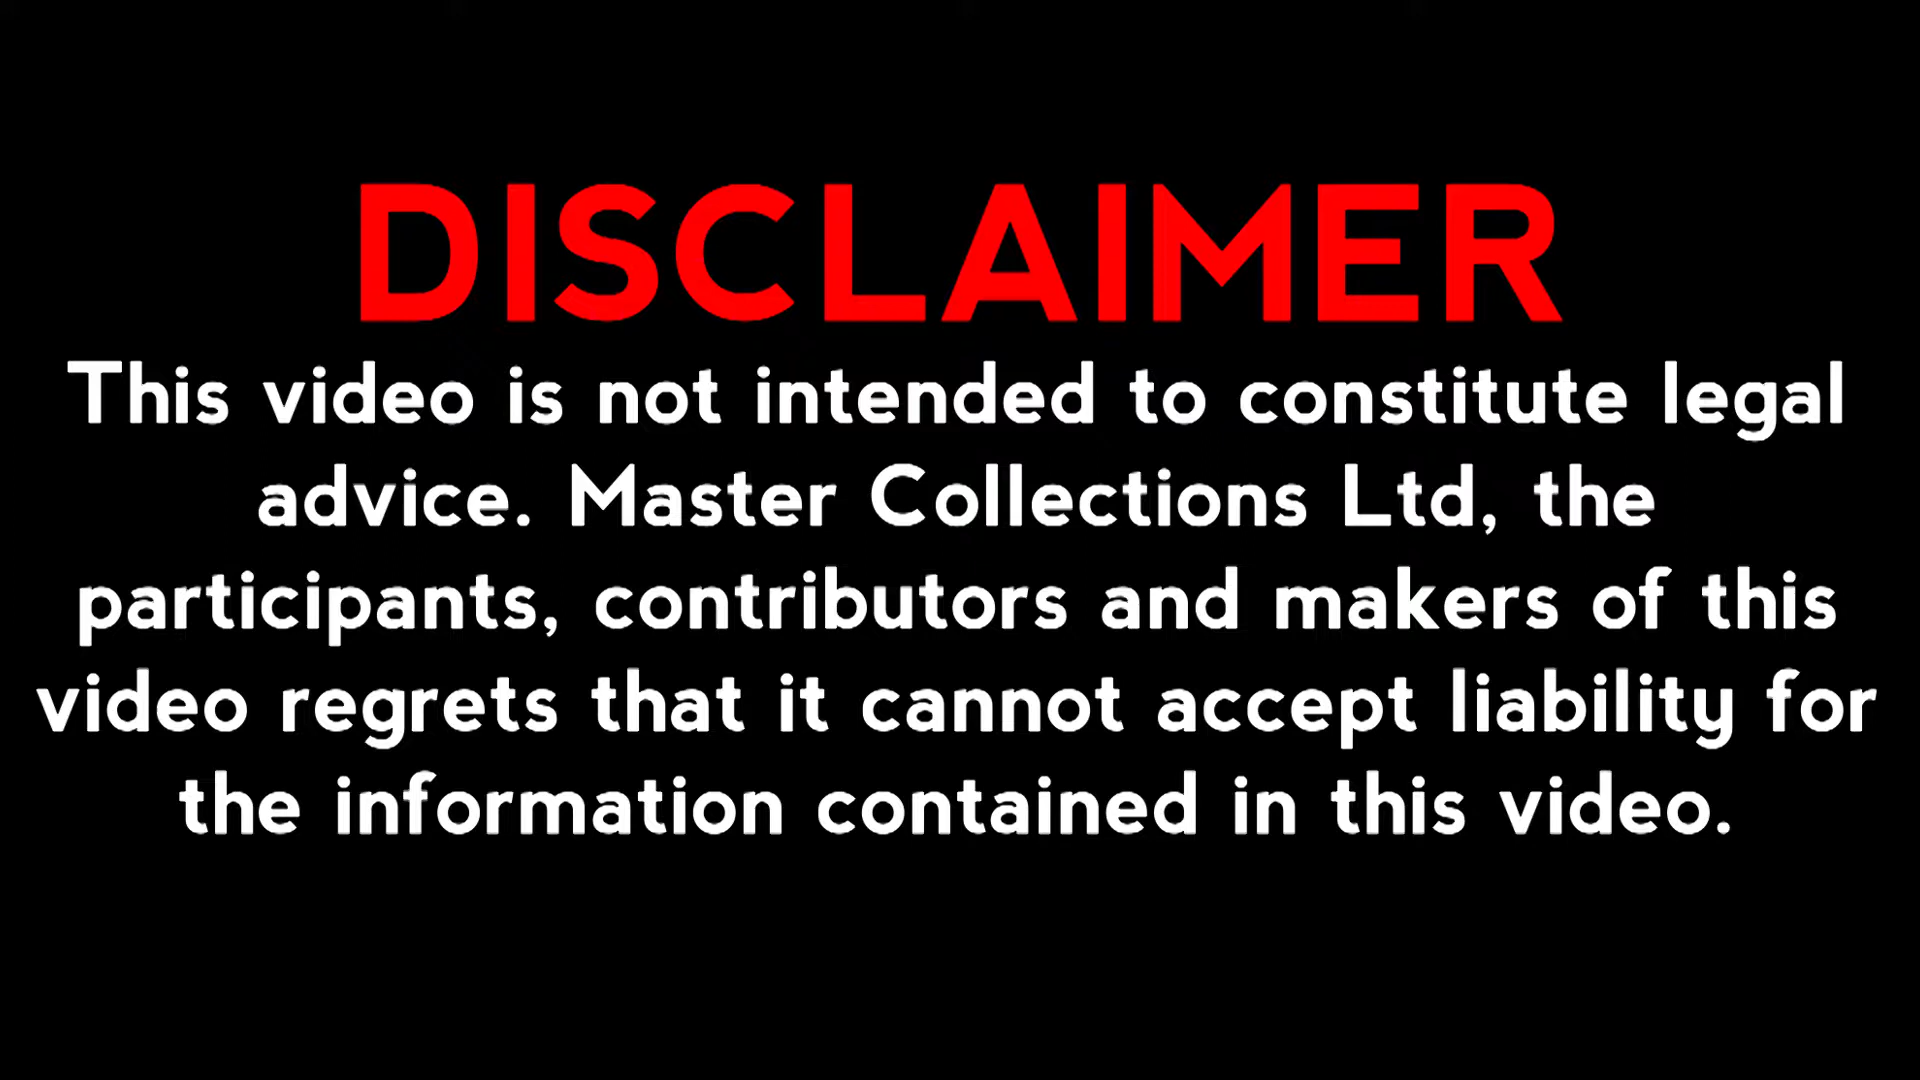 DISCLAIMER
This video is not intended to constitute legal
advice. Master Collections Ltd, the
participants, contributors and makers of this
video regrets that it cannot accept liability for
the information contained in this video.